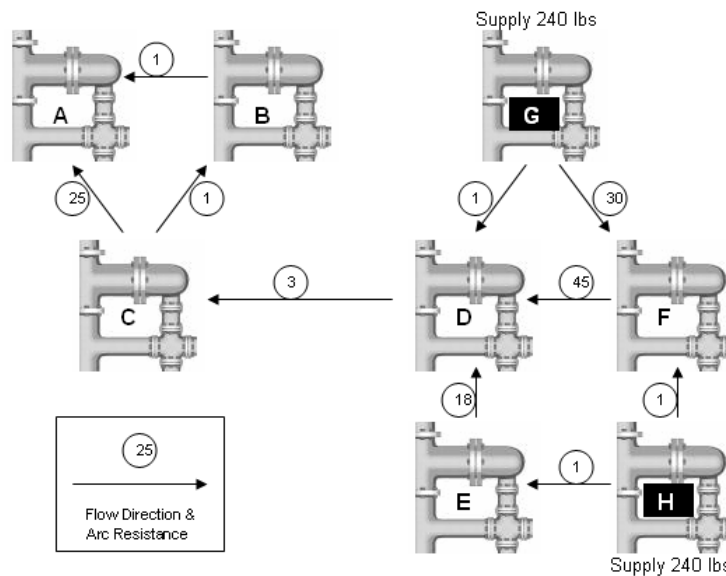 Supply 240 lbs
1
A
B
G
25
1
1
30
3
45
C
D
F
18
1
25
1
E
H
Flow Direction &
Arc Resistance
Supply 240 lbs